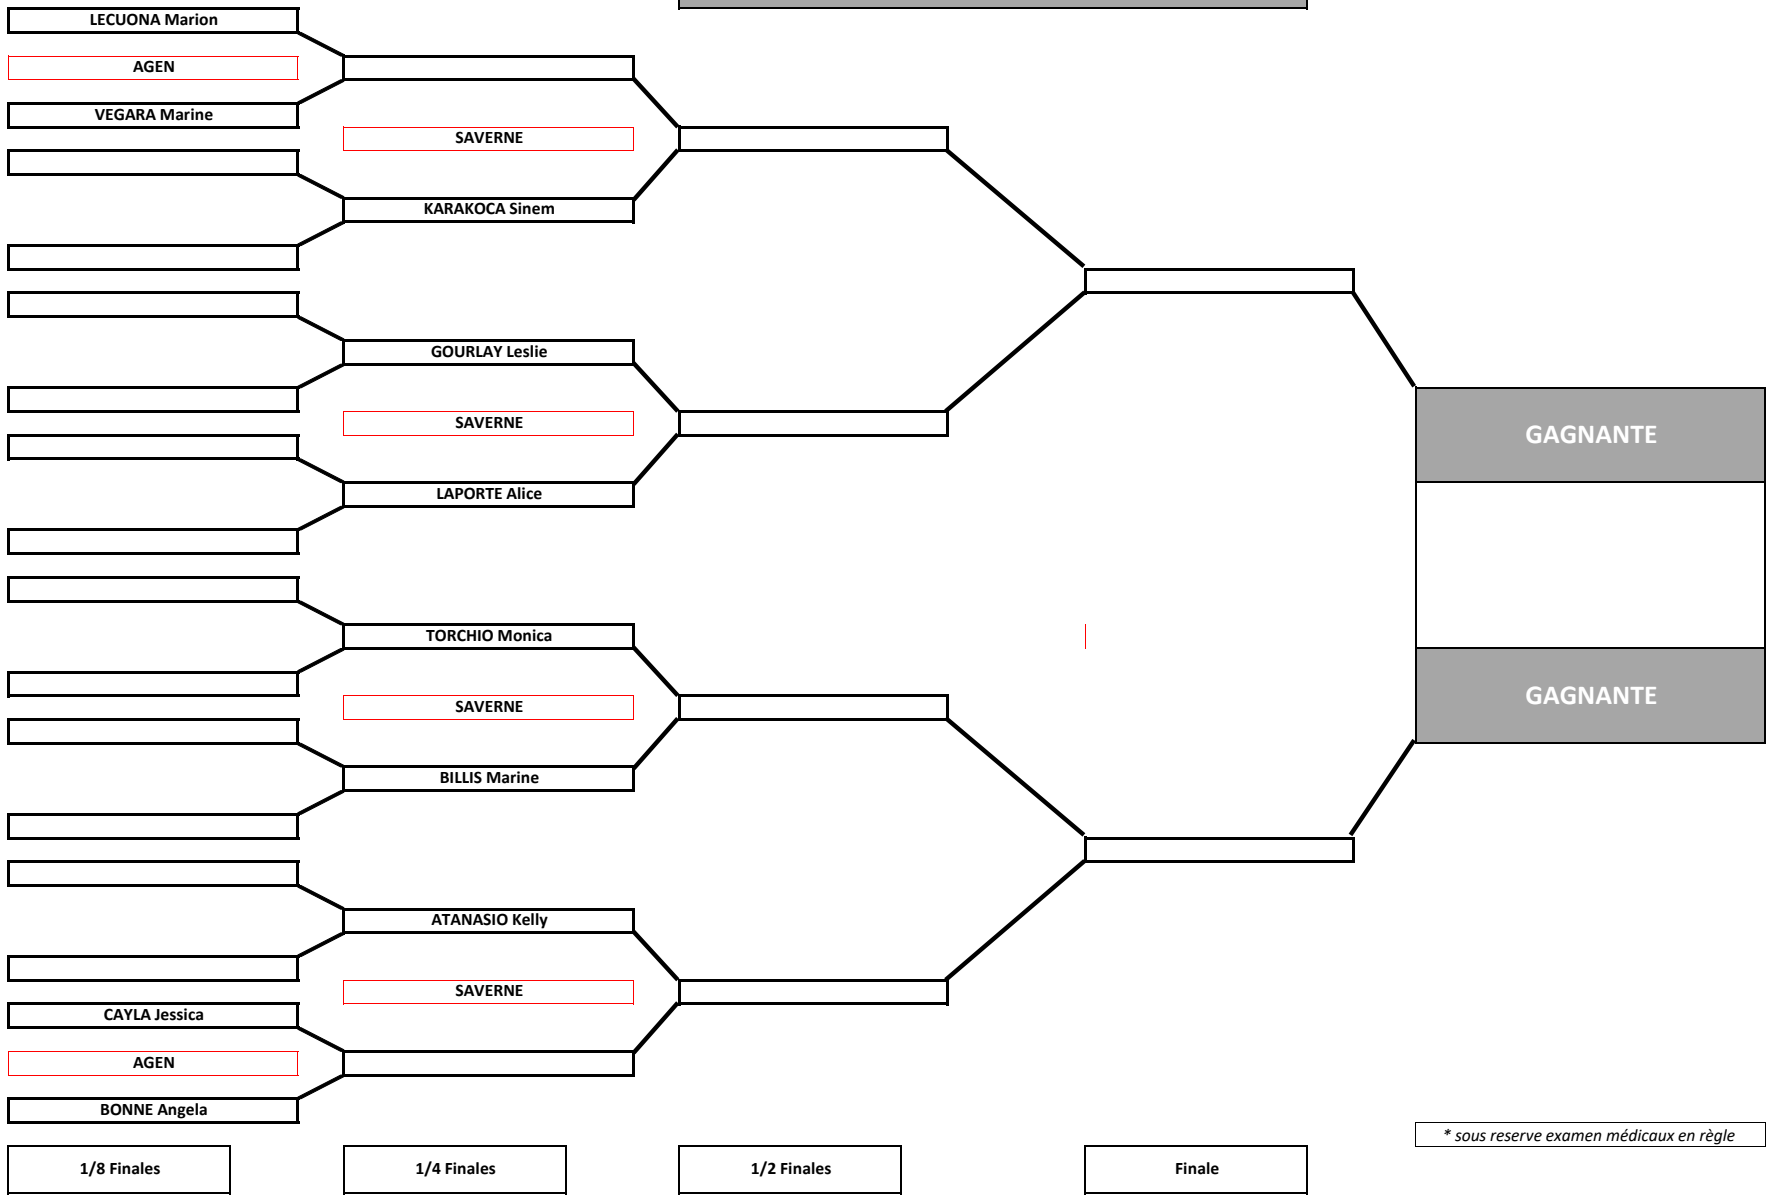 LECUONA Marion
AGEN
VEGARA Marine
SAVERNE
KARAKOCA Sinem
GOURLAY Leslie
SAVERNE
LAPORTE Alice
GAGNANTE
TORCHIO Monica
SAVERNE
BILLIS Marine
GAGNANTE
ATANASIO Kelly
SAVERNE
CAYLA Jessica
AGEN
BONNE Angela
* sous reserve examen médicaux en règle
1/8 Finales
1/4 Finales
1/2 Finales
Finale